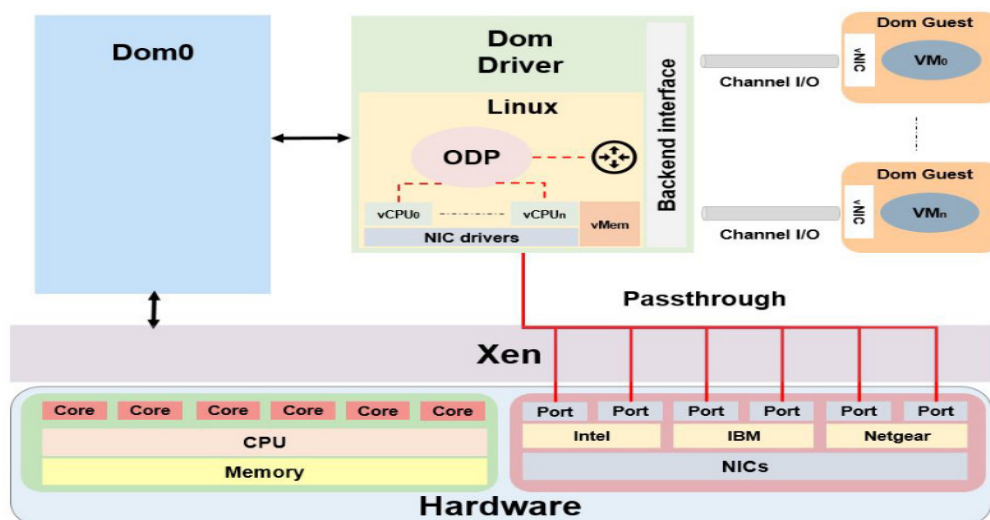 Dom0
Dom
Driver
Linux
ODP
vCPU₀
vCPUₙ
vMem
NIC drivers
Backend interface
Channel I/O
Dom Guest
vNIC
VM₀
Channel I/O
Dom Guest
vNIC
VMₙ
Passthrough
Xen
Core Core Core Core Core Core
CPU
Memory
Port Port Port Port Port Port
Intel IBM Netgear
NICs
Hardware